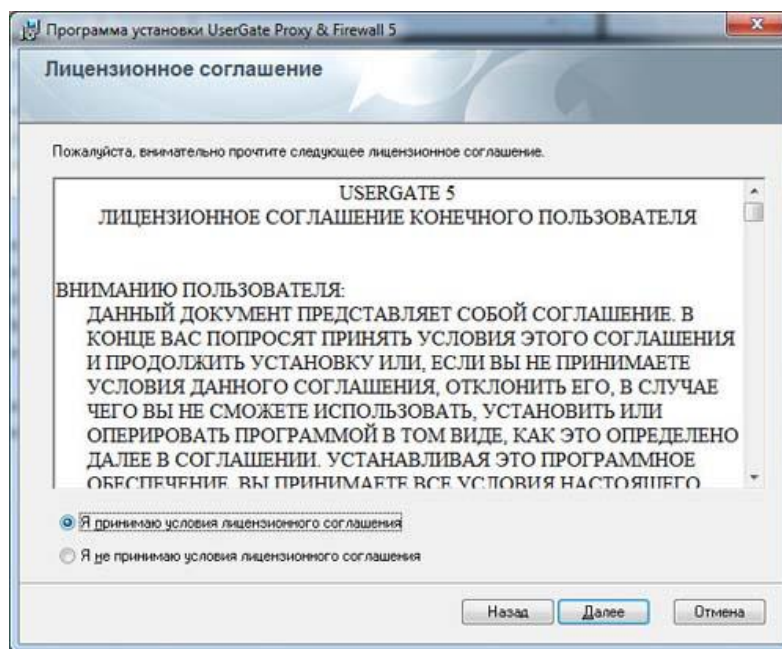 Программа установки UserGate Proxy & Firewall 5
Лицензионное соглашение
Пожалуйста, внимательно прочтите следующее лицензионное соглашение.
USERGATE 5
ЛИЦЕНЗИОННОЕ СОГЛАШЕНИЕ КОНЕЧНОГО ПОЛЬЗОВАТЕЛЯ
ВНИМАНИЮ ПОЛЬЗОВАТЕЛЯ:
ДАННЫЙ ДОКУМЕНТ ПРЕДСТАВЛЯЕТ СОБОЙ СОГЛАШЕНИЕ. В
КОНЦЕ ВАС ПОПРОСЯТ ПРИНЯТЬ УСЛОВИЯ ЭТОГО СОГЛАШЕНИЯ
И ПРОДОЛЖИТЬ УСТАНОВКУ ИЛИ, ЕСЛИ ВЫ НЕ ПРИНИМАЕТЕ
УСЛОВИЯ ДАННОГО СОГЛАШЕНИЯ, ОТКЛОНИТЬ ЕГО, В СЛУЧАЕ
ЧЕГО ВЫ НЕ СМОЖЕТЕ ИСПОЛЬЗОВАТЬ, УСТАНОВИТЬ ИЛИ
ОПЕРИРОВАТЬ ПРОГРАММОЙ В ТОМ ВИДЕ, КАК ЭТО ОПРЕДЕЛЕНО
ДАЛЕЕ В СОГЛАШЕНИИ. УСТАНАВЛИВАЯ ЭТО ПРОГРАММНОЕ
ОБЕСПЕЧЕНИЕ, ВЫ ПРИНИМАЕТЕ ВСЕ УСЛОВИЯ НАСТОЯЩЕГО
Я принимаю условия лицензионного соглашения
Я не принимаю условия лицензионного соглашения
Назад Далее Отмена